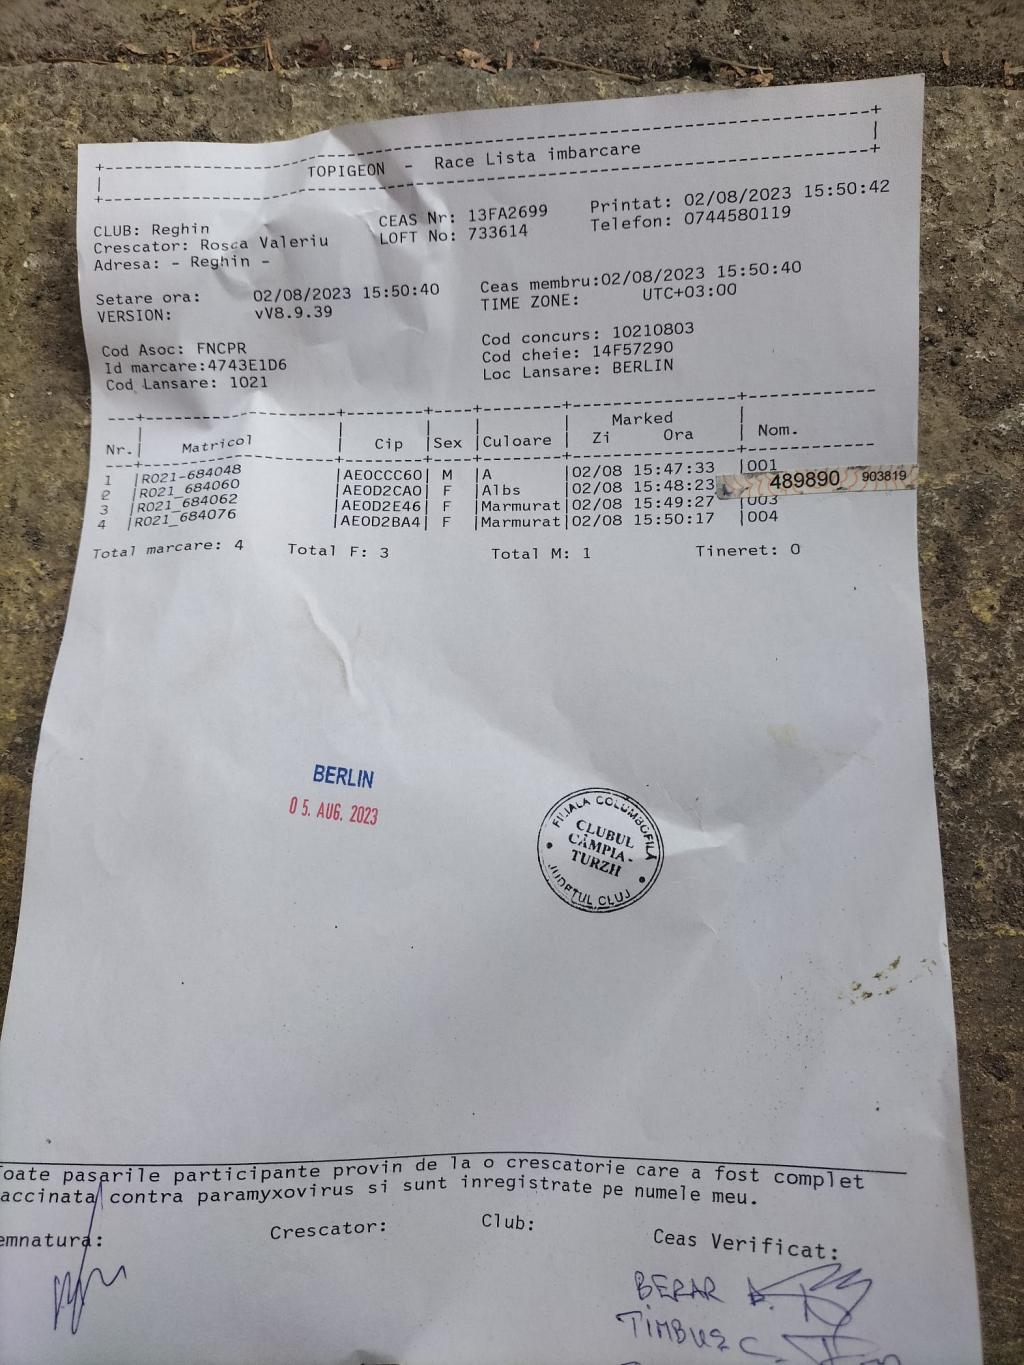 TOPIGEON - Race Lista imbarcare
CLUB: Reghin
Crescator: Rosca Valeriu
Adresa: - Reghin -
CEAS Nr: 13FA2699
LOFT No: 733614
Printat: 02/08/2023 15:50:42
Telefon: 0744580119
Setare ora: 02/08/2023 15:50:40
VERSION: vV8.9.39
Ceas membru:02/08/2023 15:50:40
TIME ZONE: UTC+03:00
Cod Asoc: FNCPR
Id marcare:4743E1D6
Cod Lansare: 1021
Cod concurs: 10210803
Cod cheie: 14F57290
Loc Lansare: BERLIN
Marked
Nr. Matricol Cip Sex Culoare Zi Ora Nom.
1 RO21-684048 AE0CCC60 M A 02/08 15:47:33 001
2 RO21_684060 AE0D2CA0 F Albs 02/08 15:48:23
489890 903819
3 RO21_684062 AE0D2E46 F Marmurat 02/08 15:49:27 003
4 RO21_684076 AE0D2BA4 F Marmurat 02/08 15:50:17 004
Total marcare: 4 Total F: 3 Total M: 1 Tineret: 0
BERLIN
05. AUG. 2023
FILIALA COLUMBOFILĂ
CLUBUL
CÂMPIA-
TURZII
JUDEŢUL CLUJ
oate pasarile participante provin de la o crescatorie care a fost complet
accinata contra paramyxovirus si sunt inregistrate pe numele meu.
emnatura: Crescator: Club: Ceas Verificat:
BERAR
TIMBUS C.